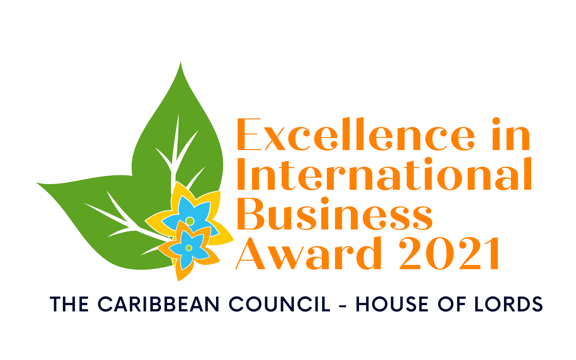 Excellence in
International
Business
Award 2021
THE CARIBBEAN COUNCIL - HOUSE OF LORDS